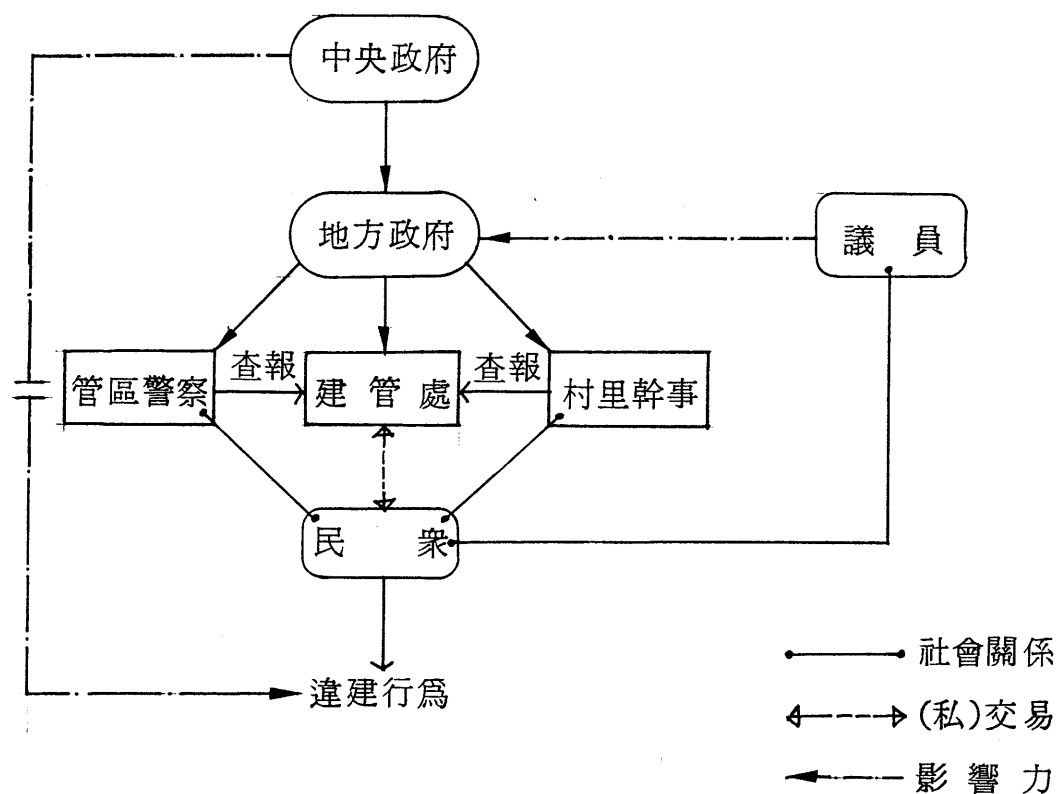 中央政府
地方政府
議員
查報 查報
管區警察 建管處 村里幹事
民衆
違建行爲
社會關係
(私)交易
影響力